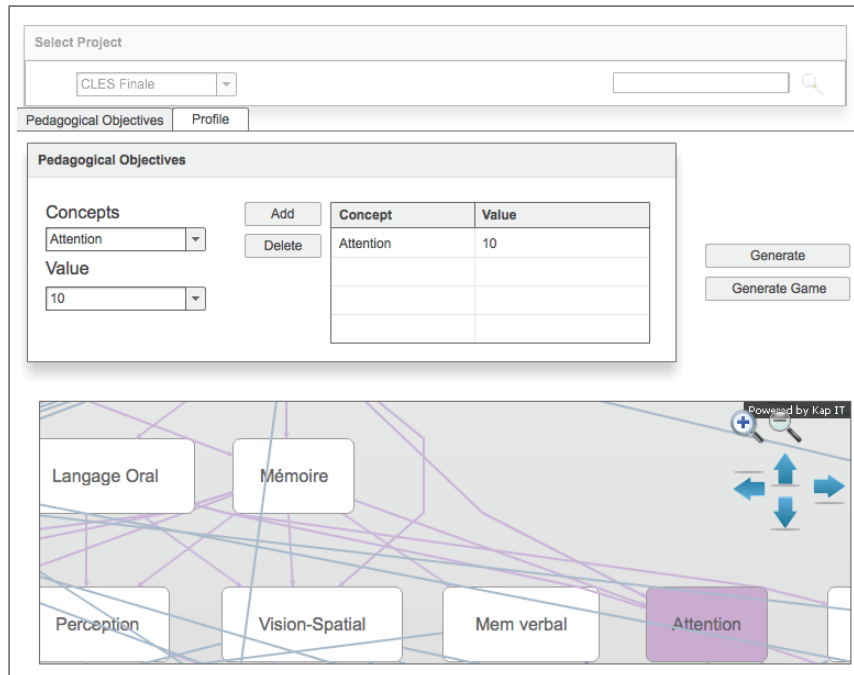 Select Project
CLES Finale
Pedagogical Objectives Profile
Pedagogical Objectives
Concepts
Attention
Value
10
Add
Delete
Concept Value
Attention 10
Generate
Generate Game
Powered by Kap IT
Langage Oral Mémoire
Perception Vision-Spatial Mem verbal Attention